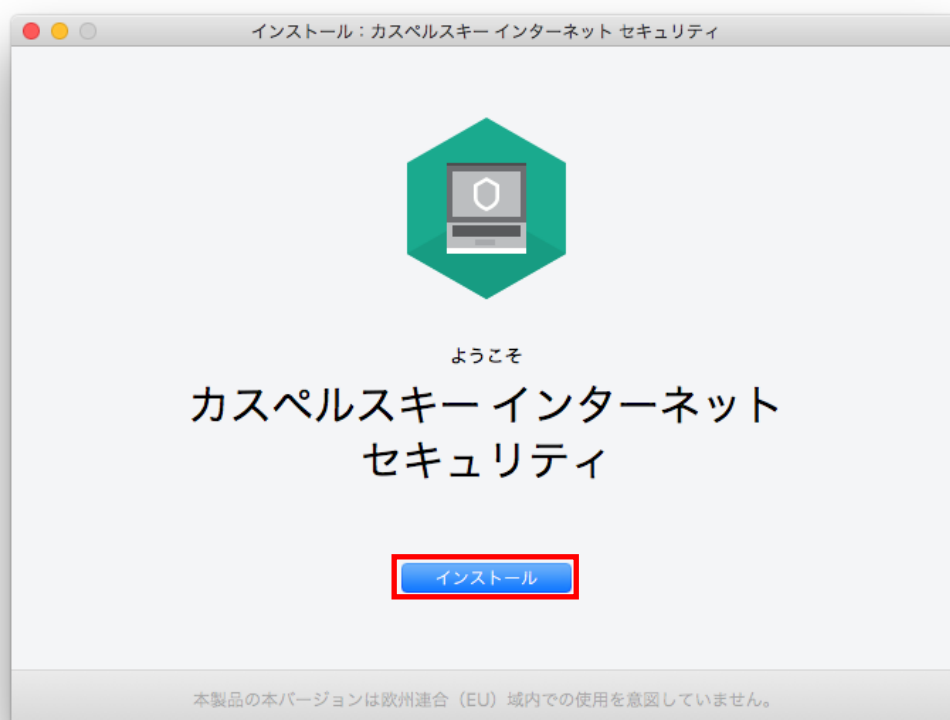 インストール：カスペルスキー インターネット セキュリティ
ようこそ
カスペルスキー インターネット
セキュリティ
インストール
本製品の本バージョンは欧州連合（EU）域内での使用を意図していません。